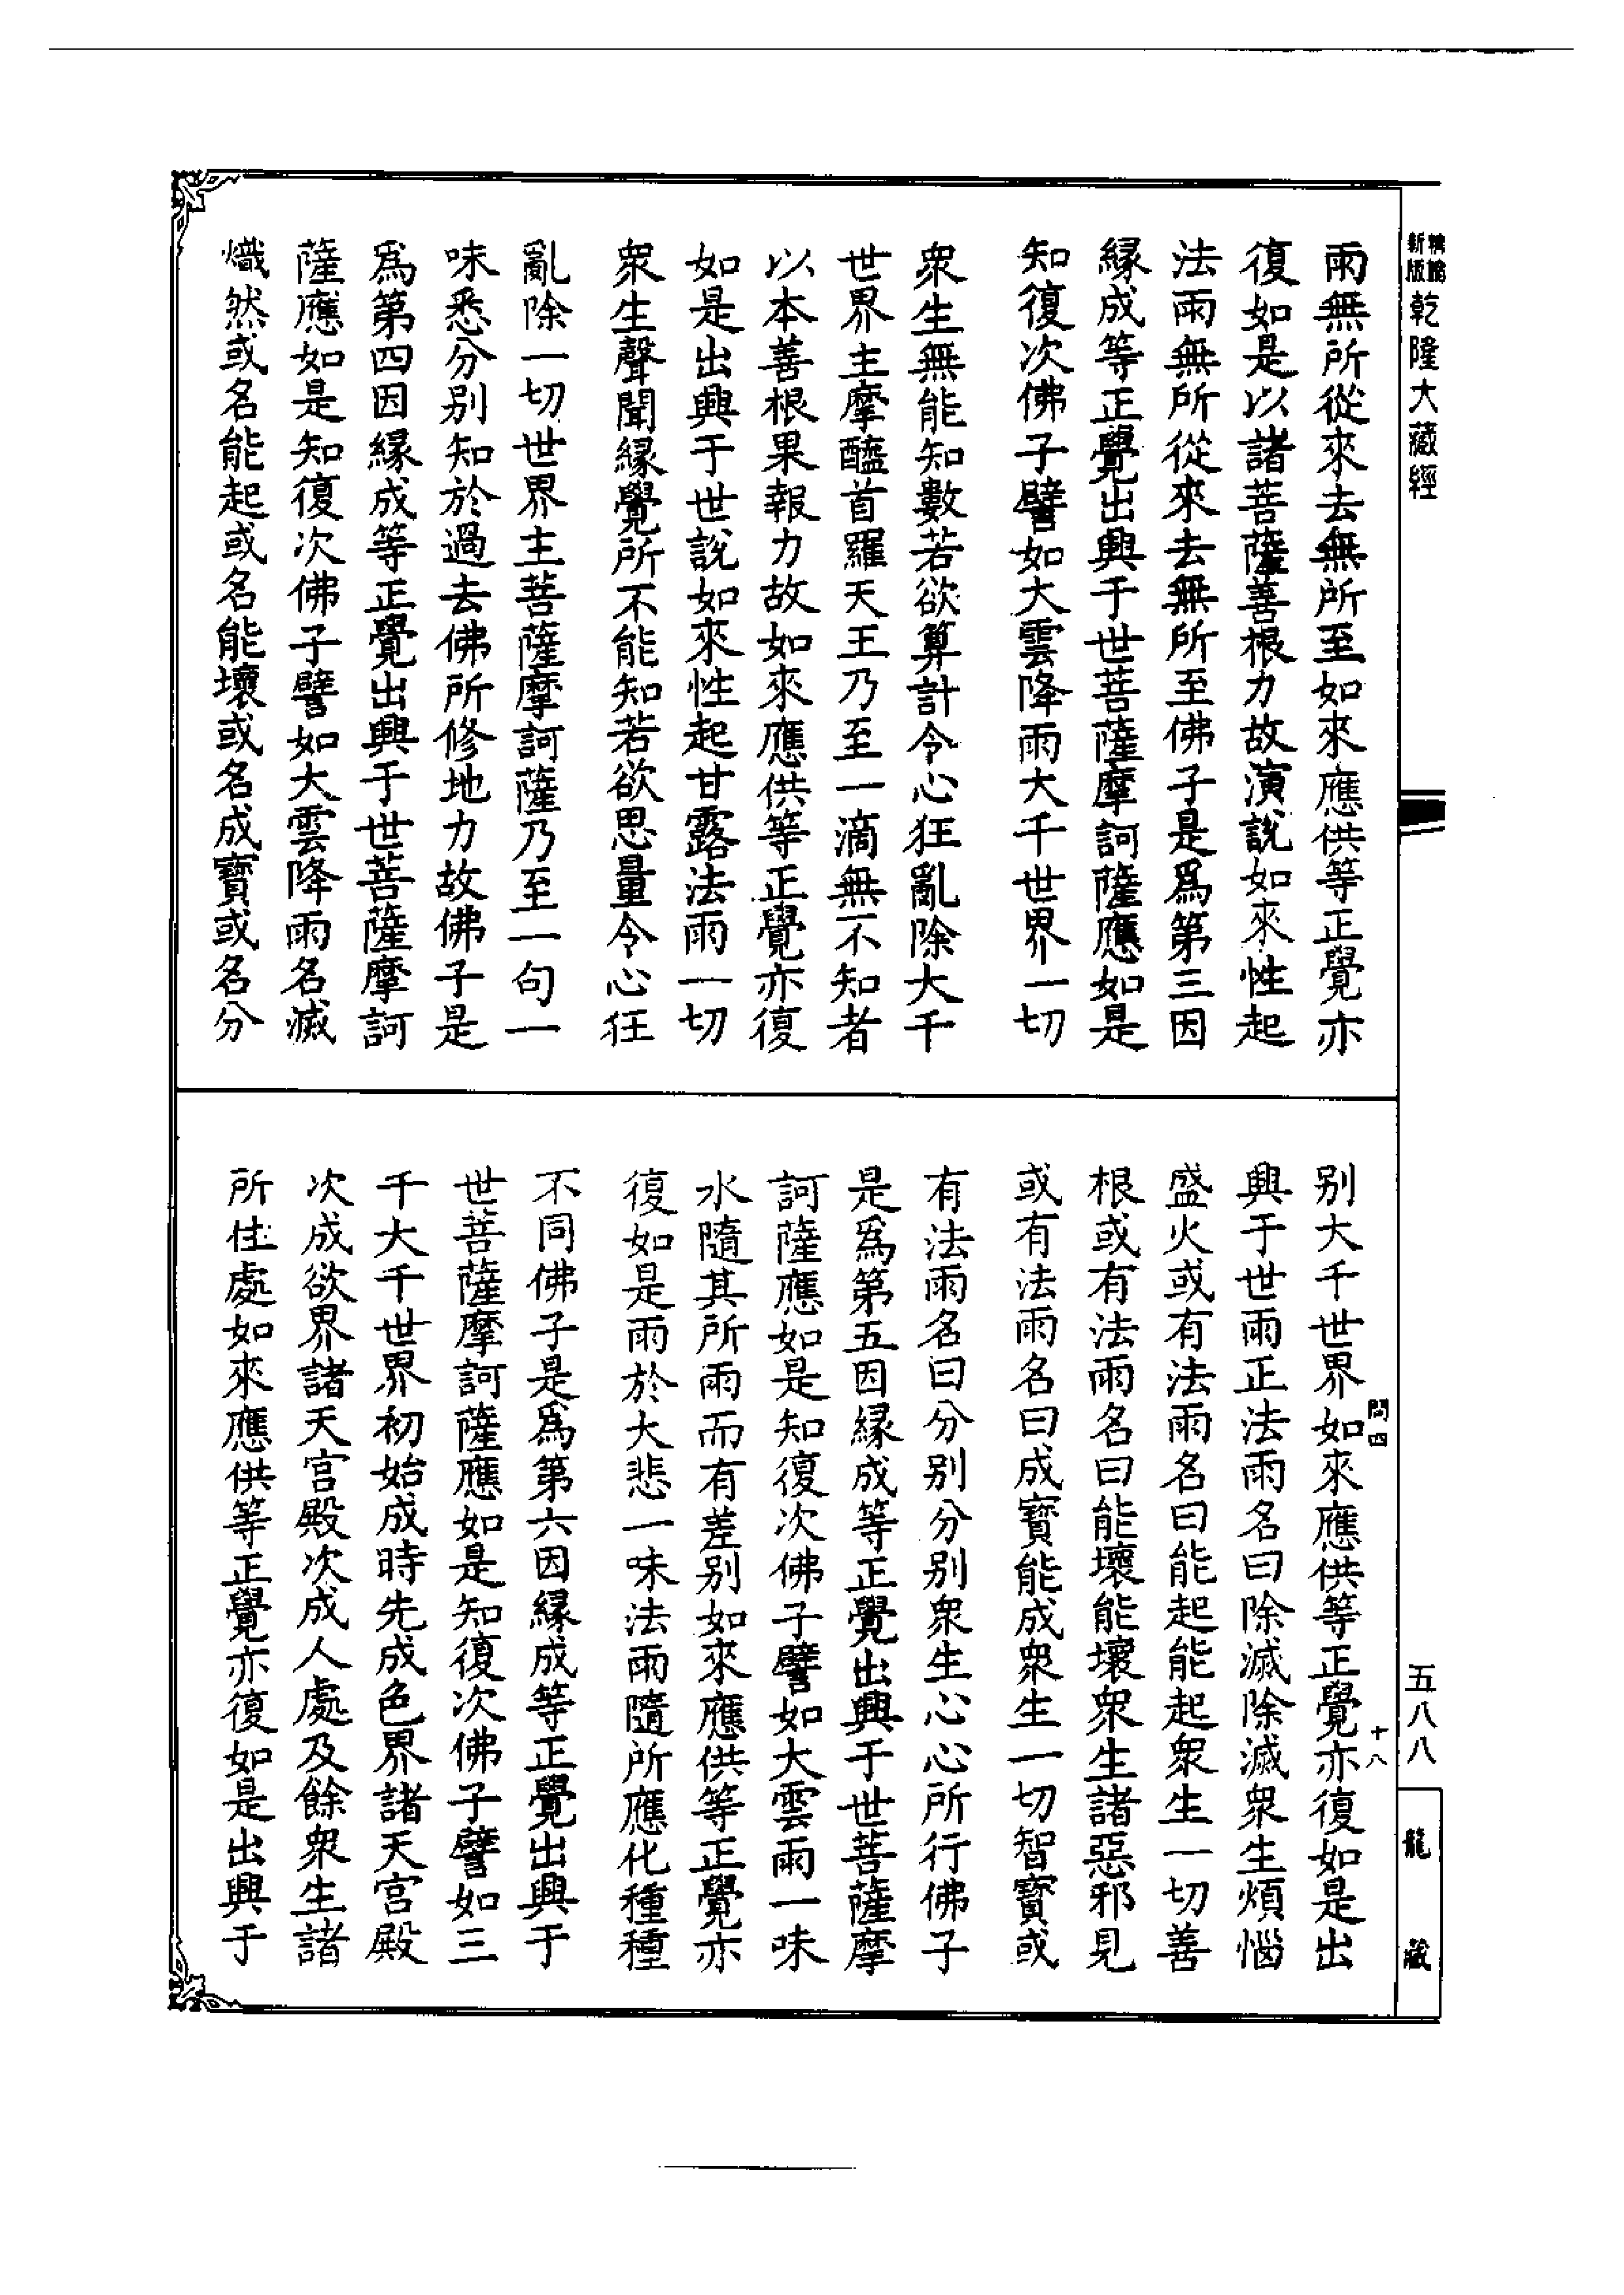 乾隆大藏經
雨無所從來去無所至如來應供等正覺亦
復如是以諸菩薩善根力故演說如來性起
法雨無所從來去無所至佛子是爲第三因
緣成等正覺出興于世菩薩摩訶薩應如是
知復次佛子譬如大雲降雨大千世界一切
衆生無能知數若欲算計令心狂亂除大千
世界主摩醯首羅天王乃至一滴無不知者
以本善根果報力故如來應供等正覺亦復
如是出興于世說如來性起甘露法雨一切
衆生聲聞緣覺所不能知若欲思量令心狂
亂除一切世界主菩薩摩訶薩乃至一句一
味悉分別知於過去佛所修地力故佛子是
爲第四因緣成等正覺出興于世菩薩摩訶
薩應如是知復次佛子譬如大雲降雨名滅
熾然或名能起或名能壞或名成寶或名分
別大千世界如來應供等正覺亦復如是出
興于世雨正法雨名曰除滅除滅衆生煩惱
盛火或有法雨名曰能起能起衆生一切善
根或有法雨名曰能壞能壞衆生諸惡邪見
或有法雨名曰成寶能成衆生一切智寶或
有法雨名曰分別分別衆生心心所行佛子
是爲第五因緣成等正覺出興于世菩薩摩
訶薩應如是知復次佛子譬如大雲雨一味
水隨其所雨而有差別如來應供等正覺亦
復如是雨於大悲一味法雨隨所應化種種
不同佛子是爲第六因緣成等正覺出興于
世菩薩摩訶薩應如是知復次佛子譬如三
千大千世界初始成時先成色界諸天宮殿
次成欲界諸天宮殿次成人處及餘衆生諸
所住處如來應供等正覺亦復如是出興于
問四
十八
五八八
龍藏